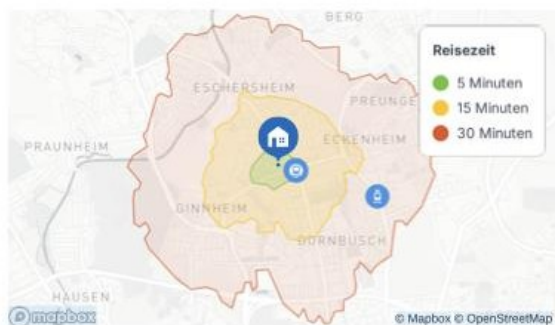 BERG
Reisezeit
5 Minuten
15 Minuten
30 Minuten
ESCHERSHEIM
PREUNGE
ECKENHEIM
PRAUNHEIM
GINNHEIM
DORNBUSCH
HAUSEN
mapbox
© Mapbox © OpenStreetMap